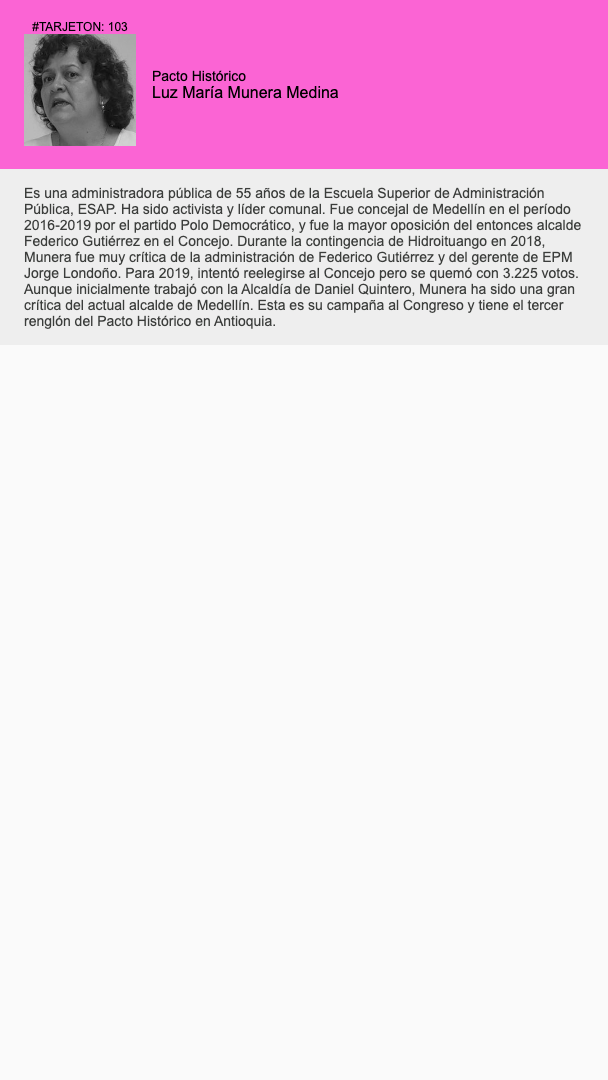 #TARJETON: 103
Pacto Histórico
Luz María Munera Medina
Es una administradora pública de 55 años de la Escuela Superior de Administración
Pública, ESAP. Ha sido activista y líder comunal. Fue concejal de Medellín en el período
2016-2019 por el partido Polo Democrático, y fue la mayor oposición del entonces alcalde
Federico Gutiérrez en el Concejo. Durante la contingencia de Hidroituango en 2018,
Munera fue muy crítica de la administración de Federico Gutiérrez y del gerente de EPM
Jorge Londoño. Para 2019, intentó reelegirse al Concejo pero se quemó con 3.225 votos.
Aunque inicialmente trabajó con la Alcaldía de Daniel Quintero, Munera ha sido una gran
crítica del actual alcalde de Medellín. Esta es su campaña al Congreso y tiene el tercer
renglón del Pacto Histórico en Antioquia.